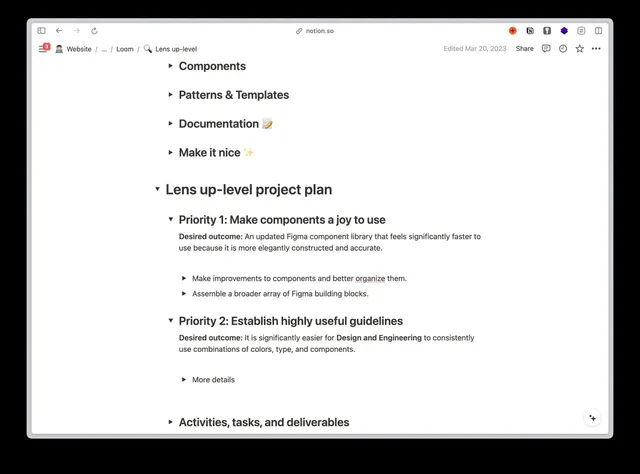 notion.so
3
Website / ... / Loom / Lens up-level
Edited Mar 20, 2023 Share
Components
Patterns & Templates
Documentation
Make it nice
Lens up-level project plan
Priority 1: Make components a joy to use
Desired outcome: An updated Figma component library that feels significantly faster to
use because it is more elegantly constructed and accurate.
Make improvements to components and better organize them.
Assemble a broader array of Figma building blocks.
Priority 2: Establish highly useful guidelines
Desired outcome: It is significantly easier for Design and Engineering to consistently
use combinations of colors, type, and components.
More details
Activities, tasks, and deliverables